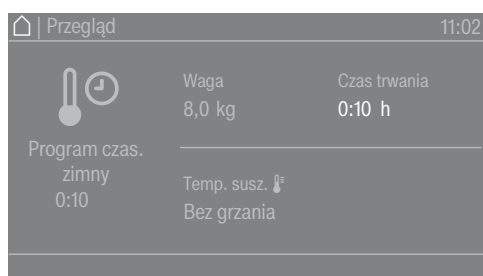 | Przegląd 11:02
Waga Czas trwania
8,0 kg 0:10 h
Program czas.
zimny
0:10
Temp. susz.
Bez grzania